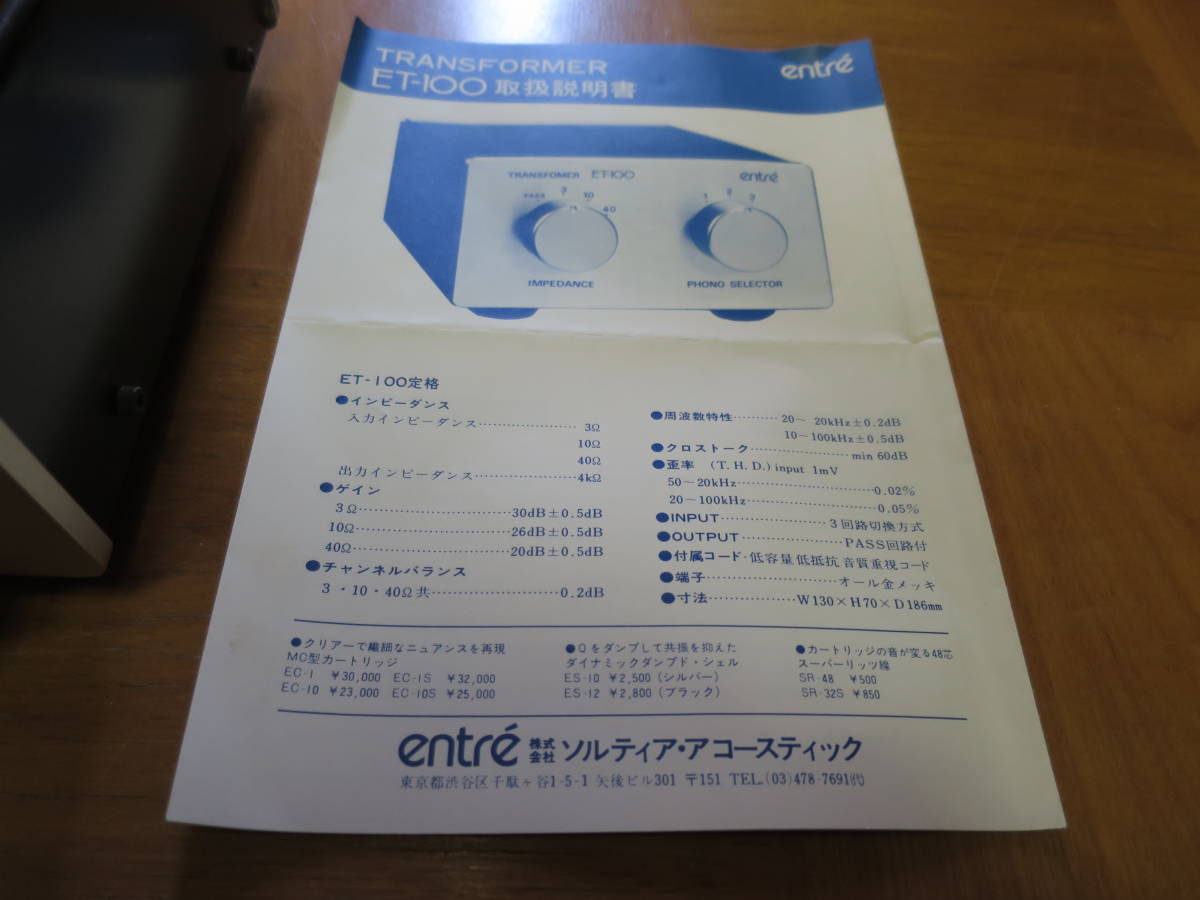 TRANSFORMER
ET-100 取扱説明書
entré
TRANSFOMER ET-100
entré
PASS 3 10 40
1 2 3
IMPEDANCE
PHONO SELECTOR
ET-100定格
●インピーダンス
入力インピーダンス………………… 3Ω
10Ω
40Ω
出力インピーダンス…………………4kΩ
●ゲイン
3Ω…………………………30dB±0.5dB
10Ω…………………………26dB±0.5dB
40Ω…………………………20dB±0.5dB
●チャンネルバランス
3・10・40Ω共……………………0.2dB
●周波数特性………20~ 20kHz±0.2dB
10~100kHz±0.5dB
●クロストーク………………min 60dB
●歪率 (T.H.D.) input 1mV
50~20kHz………………………0.02%
20~100kHz………………………0.05%
●INPUT…………………3回路切換方式
●OUTPUT…………………PASS回路付
●付属コード・低容量低抵抗音質重視コード
●端子………………………オール金メッキ
●寸法………………W130×H70×D186mm
●クリアーで繊細なニュアンスを再現
MC型カートリッジ
EC-1 ¥30,000 EC-1S ¥32,000
EC-10 ¥23,000 EC-10S ¥25,000
●Qをダンプして共振を抑えた
ダイナミックダンプド・シェル
ES-10 ¥2,500(シルバー)
ES-12 ¥2,800(ブラック)
●カートリッジの音が変る48芯
スーパーリッツ線
SR-48 ¥500
SR-32S ¥850
entré 株式会社 ソルティア・アコースティック
東京都渋谷区千駄ヶ谷1-5-1 矢後ビル301 〒151 TEL.(03)478-7691(代)